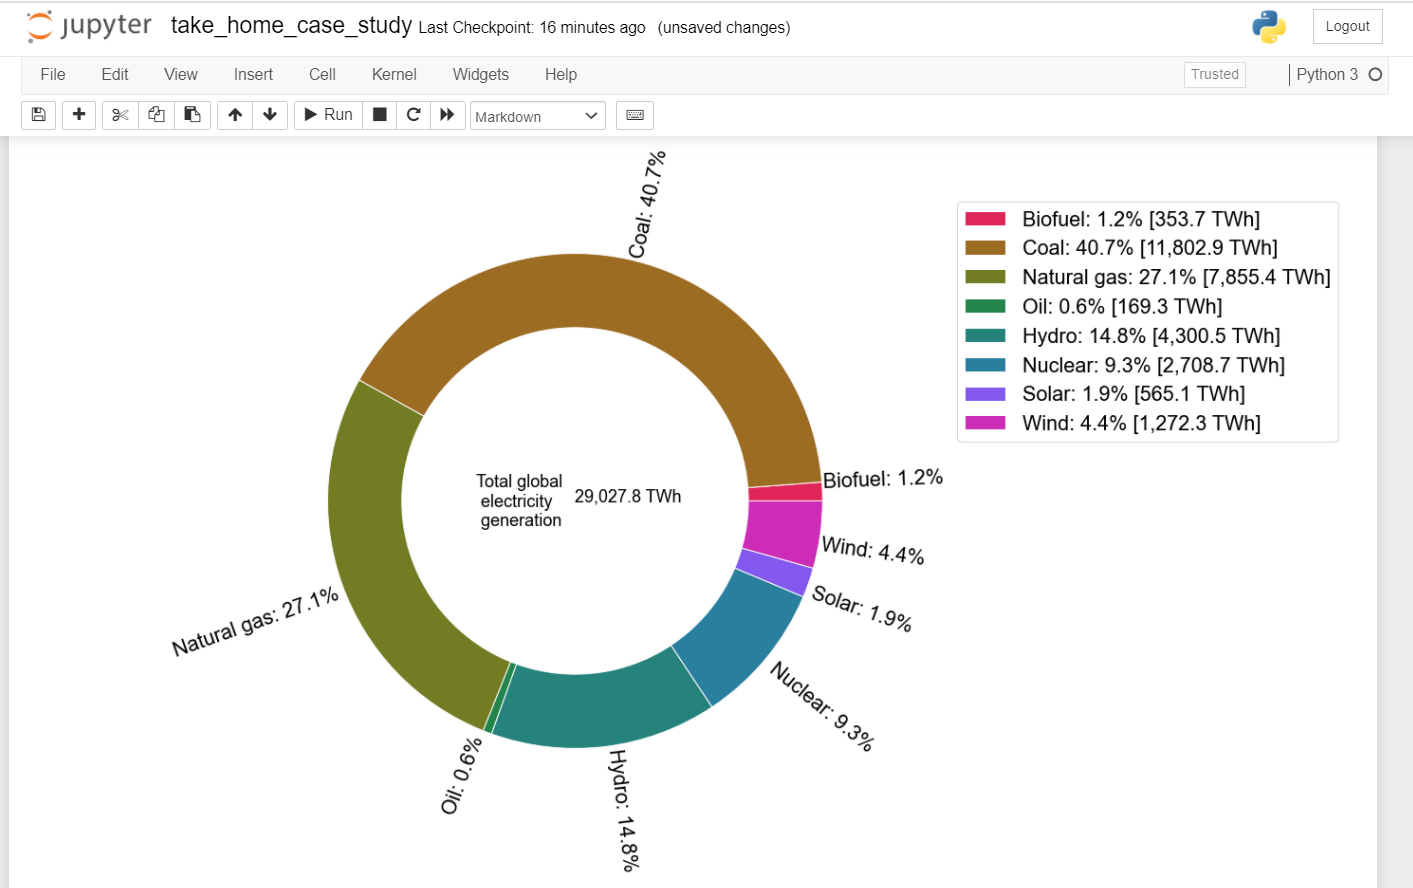 jupyter take_home_case_study Last Checkpoint: 16 minutes ago (unsaved changes) Logout
File Edit View Insert Cell Kernel Widgets Help Trusted Python 3
Run Markdown
Coal: 40.7%
Biofuel: 1.2% [353.7 TWh]
Coal: 40.7% [11,802.9 TWh]
Natural gas: 27.1% [7,855.4 TWh]
Oil: 0.6% [169.3 TWh]
Hydro: 14.8% [4,300.5 TWh]
Nuclear: 9.3% [2,708.7 TWh]
Solar: 1.9% [565.1 TWh]
Wind: 4.4% [1,272.3 TWh]
Biofuel: 1.2%
Total global
electricity
generation
29,027.8 TWh
Wind: 4.4%
Solar: 1.9%
Natural gas: 27.1%
Nuclear: 9.3%
Oil: 0.6%
Hydro: 14.8%